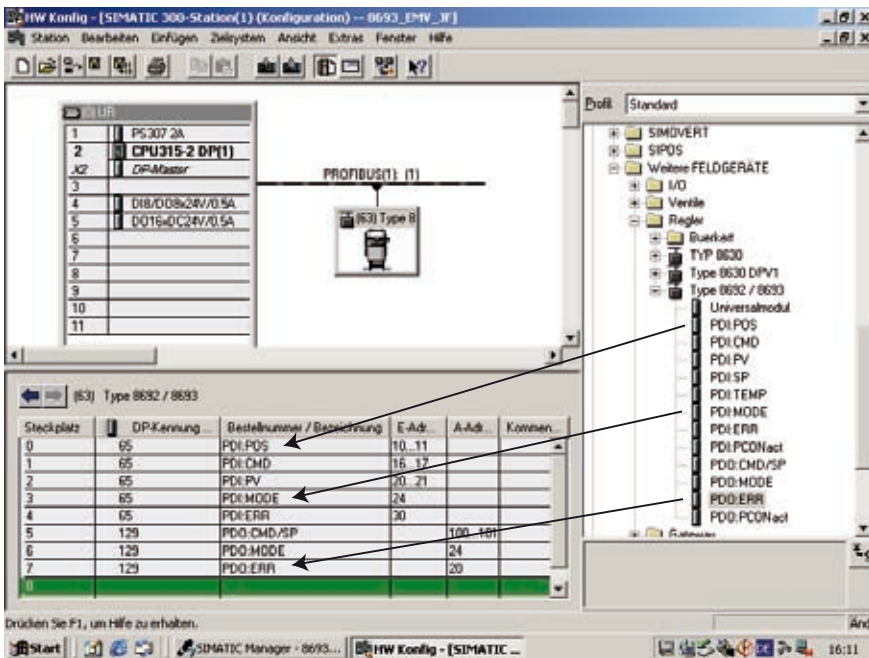 HW Konfig - [SIMATIC 300-Station(1) (Konfiguration) -- 8693_EMV_JF]
Station Bearbeiten Einfügen Zielsystem Ansicht Extras Fenster Hilfe
(0) UR
1 PS307 2A
2 CPU315-2 DP(1)
X2 DP-Master
3
4 DI8/DO8x24V/0.5A
5 DO16xDC24V/0.5A
6
7
8
9
10
11
PROFIBUS(1): (1)
(63) Type 8
Profil Standard
SIMOVERT
SIPOS
Weitere FELDGERÄTE
I/O
Ventile
Regler
Buerkert
TYP 8630
Type 8630 DPV1
Type 8692 / 8693
Universalmodul
PDI:POS
PDI:CMD
PDI:PV
PDI:SP
PDI:TEMP
PDI:MODE
PDI:ERR
PDI:PCONact
PDO:CMD/SP
PDO:MODE
PDO:ERR
PDO:PCONact
Gateway
(63) Type 8692 / 8693
Steckplatz DP-Kennung ... Bestellnummer / Bezeichnung E-Adr... A-Adr... Kommen...
0 65 PDI:POS 10...11
1 65 PDI:CMD 16...17
2 65 PDI:PV 20...21
3 65 PDI:MODE 24
4 65 PDI:ERR 30
5 129 PDO:CMD/SP 100...101
6 129 PDO:MODE 24
7 129 PDO:ERR 20
8
Drücken Sie F1, um Hilfe zu erhalten.
Änd
Start SIMATIC Manager - 8693... HW Konfig - [SIMATIC ... 16:11